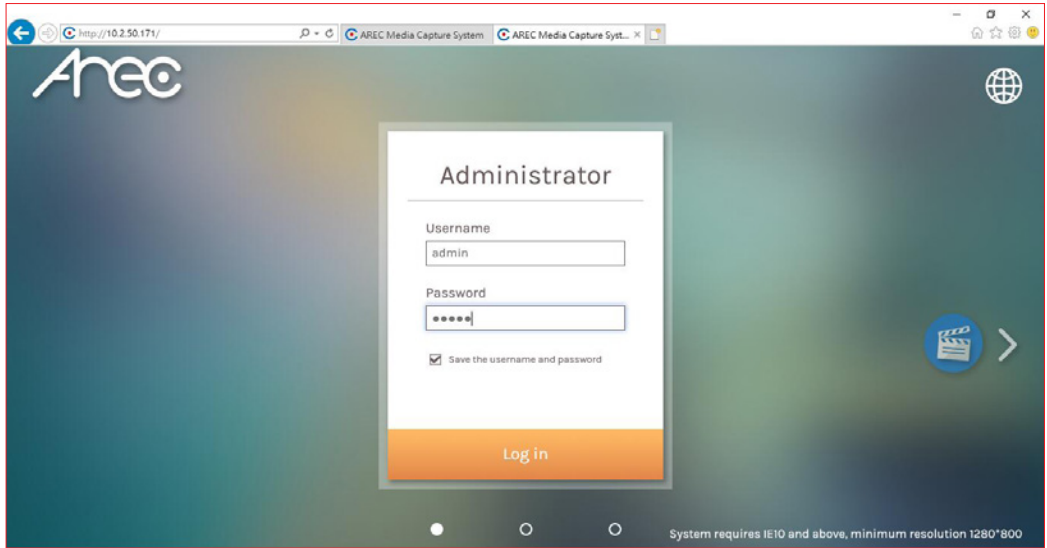 http://10.2.50.171/
AREC Media Capture System
AREC Media Capture Syst...
Arec
Administrator
Username
admin
Password
Save the username and password
Log in
System requires IE10 and above, minimum resolution 1280*800